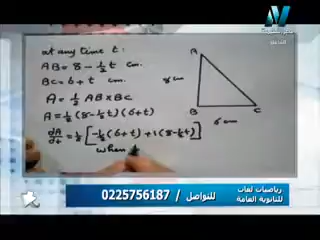 at any time t:
AB = 8 - ½ t cm.
BC = 6 + t cm.
A = ½ AB × BC
A = ½ (8 - ½ t)(6 + t)
dA/dt = ½ [-½ (6 + t) + 1 (8 - ½ t)]
when
A
8 cm
B
C
6 cm
رياضيات لغات
للثانوية العامة
للتواصل / 0225756187